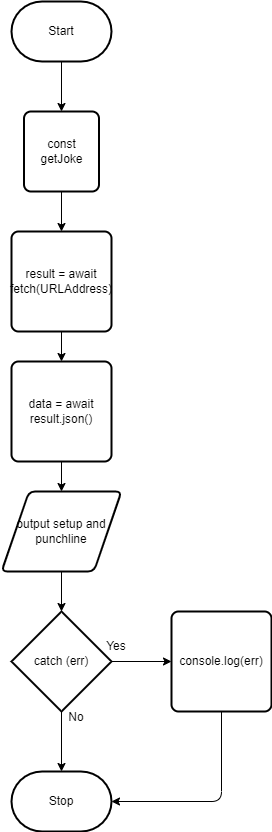 Start
const
getJoke
result = await
fetch(URLAddress)
data = await
result.json()
output setup and
punchline
catch (err)
Yes
console.log(err)
No
Stop